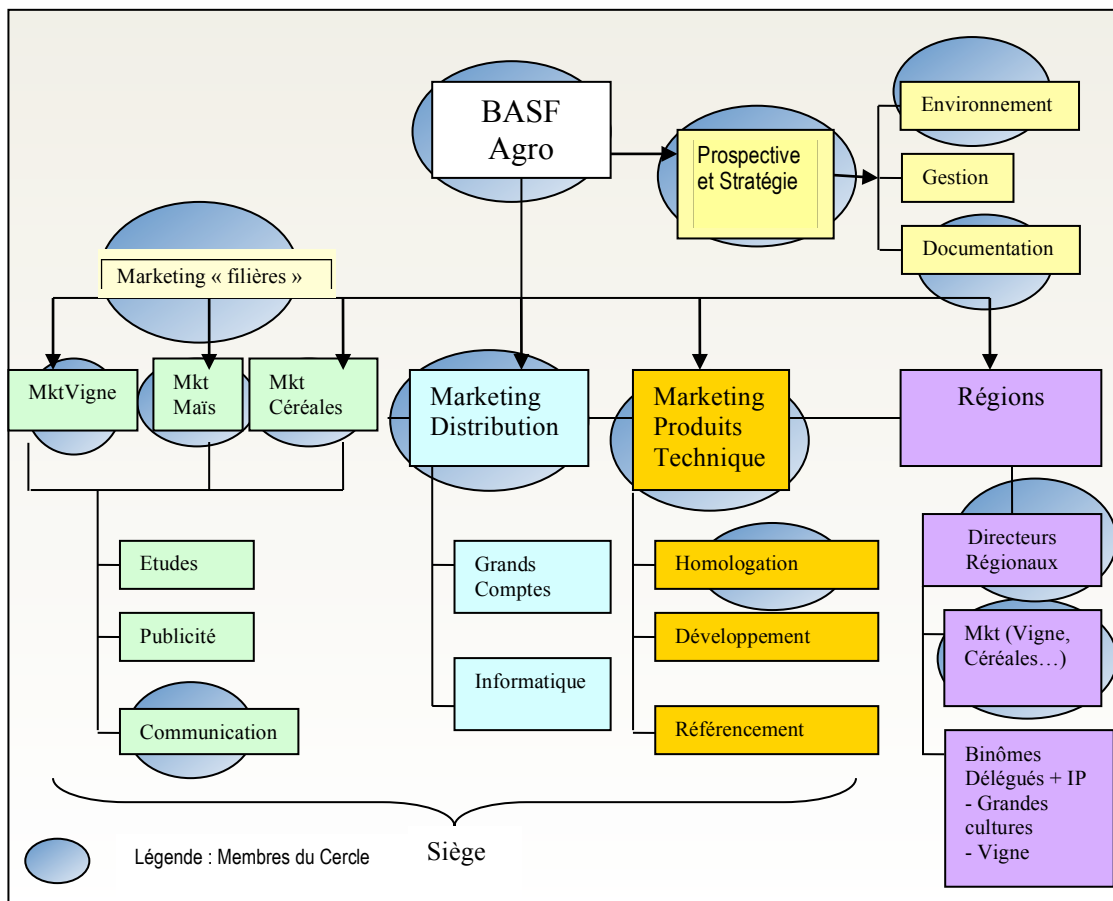 BASF
Agro
Prospective
et Stratégie
Environnement
Gestion
Documentation
Marketing « filières »
MktVigne
Mkt
Maïs
Mkt
Céréales
Marketing
Distribution
Marketing
Produits
Technique
Régions
Etudes
Publicité
Communication
Grands
Comptes
Informatique
Homologation
Développement
Référencement
Directeurs
Régionaux
Mkt (Vigne,
Céréales…)
Binômes
Délégués + IP
- Grandes
cultures
- Vigne
Siège
Légende : Membres du Cercle